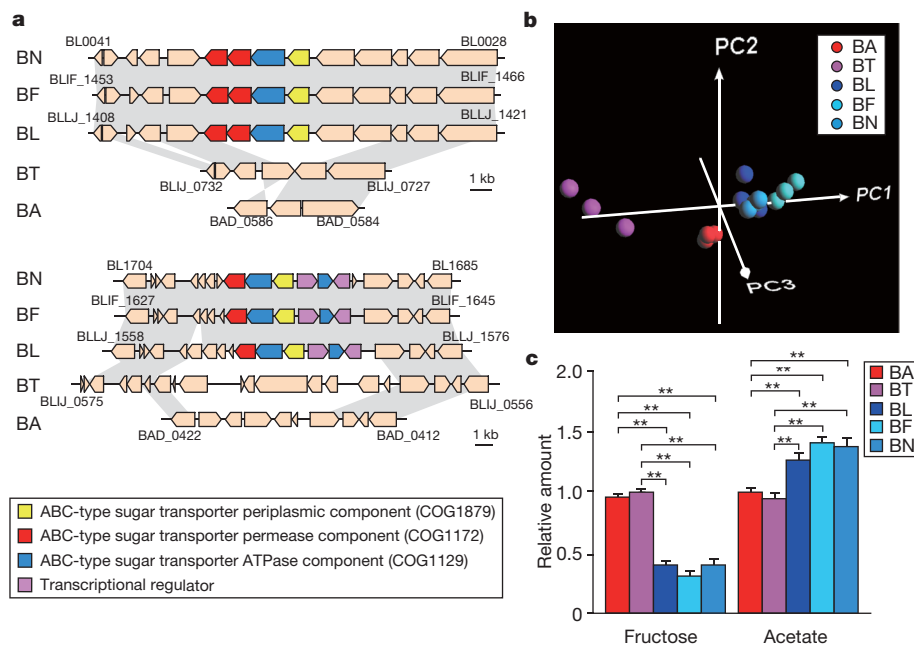 a
BL0041
BL0028
BN
BLIF_1453
BLIF_1466
BF
BLLJ_1408
BLLJ_1421
BL
BT
BLIJ_0732
BLIJ_0727
1 kb
BA
BAD_0586
BAD_0584
BL1704
BL1685
BN
BLIF_1627
BLIF_1645
BF
BLLJ_1558
BLLJ_1576
BL
BT
BLIJ_0575
BLIJ_0556
BA
BAD_0422
BAD_0412
1 kb
ABC-type sugar transporter periplasmic component (COG1879)
ABC-type sugar transporter permease component (COG1172)
ABC-type sugar transporter ATPase component (COG1129)
Transcriptional regulator
b
PC2
PC1
PC3
BA
BT
BL
BF
BN
c
Relative amount
2.0
1.5
1.0
0.5
0
**
**
**
**
**
**
**
**
**
**
**
**
Fructose
Acetate
BA
BT
BL
BF
BN